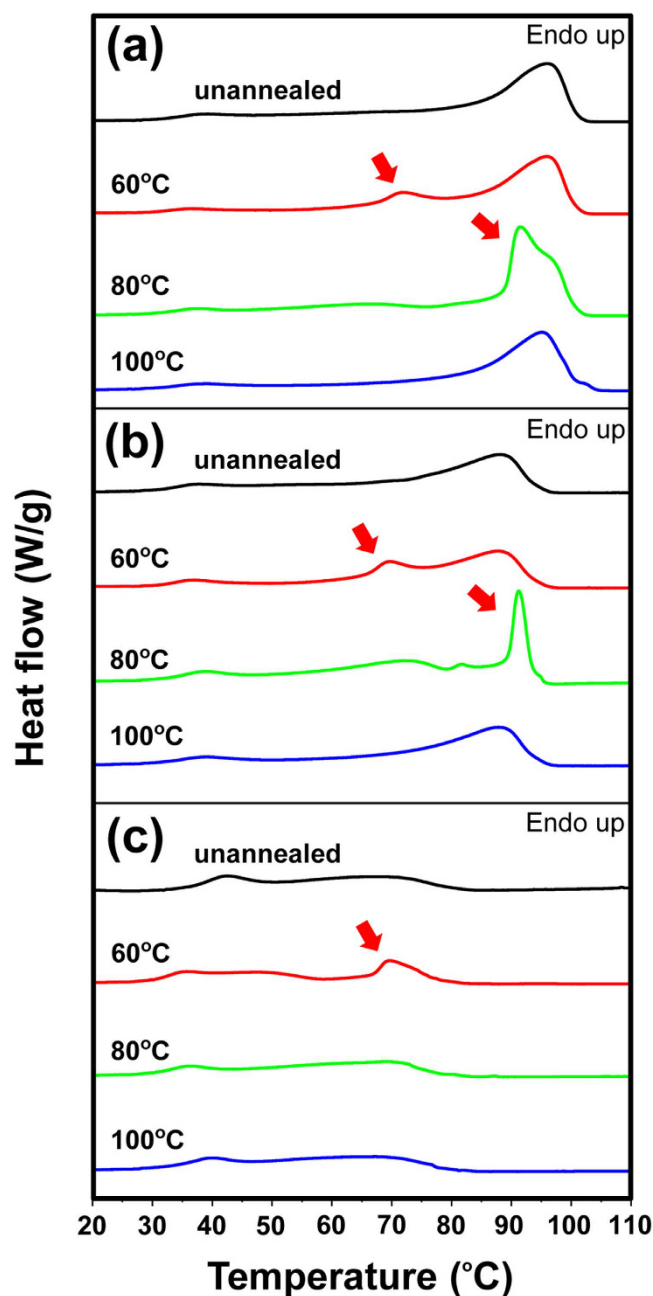 (a)
Endo up
unannealed
60°C
80°C
100°C
(b)
Endo up
unannealed
60°C
80°C
100°C
(c)
Endo up
unannealed
60°C
80°C
100°C
Heat flow (W/g)
20 30 40 50 60 70 80 90 100 110
Temperature (°C)